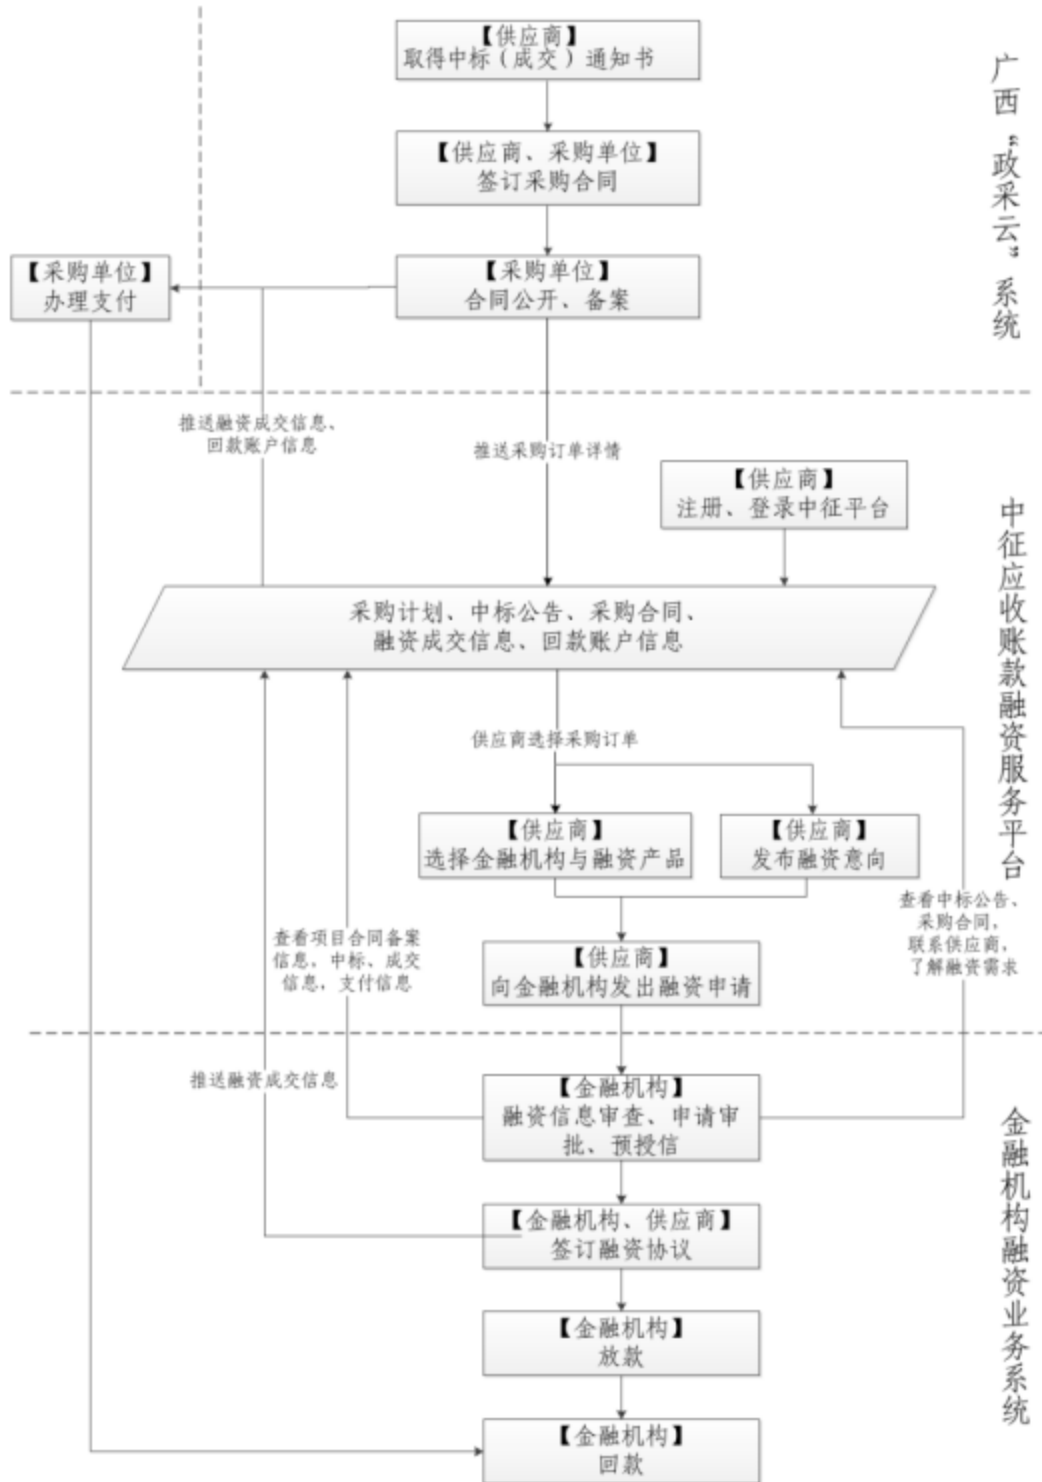 【供应商】
取得中标（成交）通知书
【供应商、采购单位】
签订采购合同
【采购单位】
办理支付
【采购单位】
合同公开、备案
广西“政采云”系统
推送融资成交信息、
回款账户信息
推送采购订单详情
【供应商】
注册、登录中征平台
采购计划、中标公告、采购合同、
融资成交信息、回款账户信息
供应商选择采购订单
【供应商】
选择金融机构与融资产品
【供应商】
发布融资意向
中征应收账款融资服务平台
查看项目合同备案
信息，中标、成交
信息，支付信息
【供应商】
向金融机构发出融资申请
查看中标公告、
采购合同，
联系供应商，
了解融资需求
推送融资成交信息
【金融机构】
融资信息审查、申请审
批、预授信
【金融机构、供应商】
签订融资协议
【金融机构】
放款
【金融机构】
回款
金融机构融资业务系统